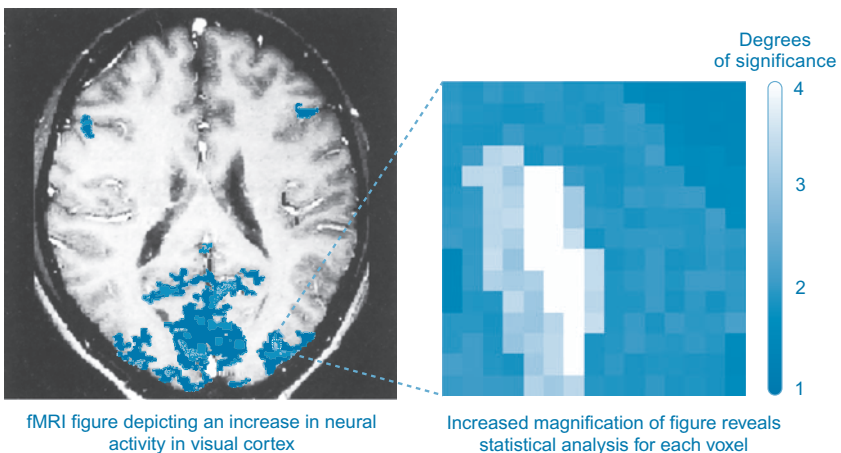 Degrees
of significance
4
3
2
1
fMRI figure depicting an increase in neural
activity in visual cortex
Increased magnification of figure reveals
statistical analysis for each voxel